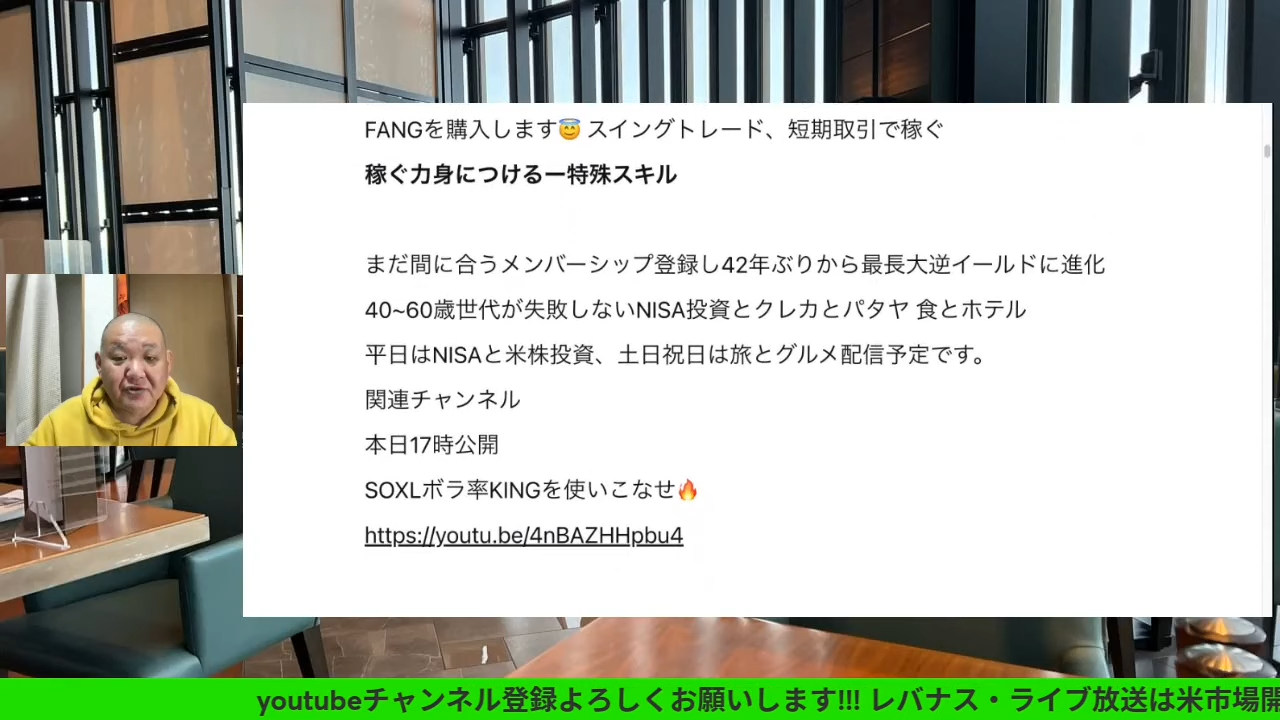 FANGを購入します😇 スイングトレード、短期取引で稼ぐ
稼ぐ力身につける一特殊スキル
まだ間に合うメンバーシップ登録し42年ぶりから最長大逆イールドに進化
40~60歳世代が失敗しないNISA投資とクレカとパタヤ 食とホテル
平日はNISAと米株投資、土日祝日は旅とグルメ配信予定です。
関連チャンネル
本日17時公開
SOXLボラ率KINGを使いこなせ🔥
https://youtu.be/4nBAZHHpbu4
youtubeチャンネル登録よろしくお願いします!!! レバナス・ライブ放送は米市場開